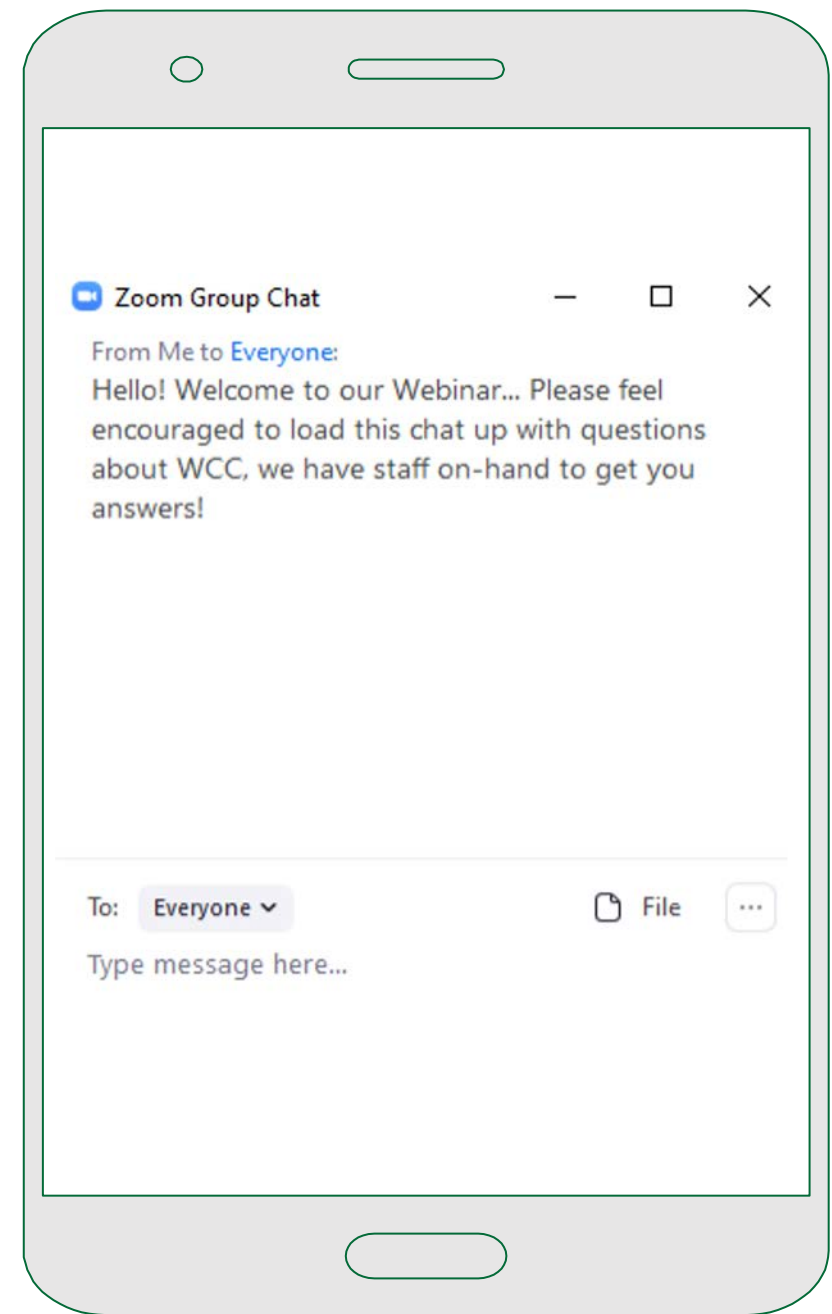 Zoom Group Chat
From Me to Everyone:
Hello! Welcome to our Webinar... Please feel
encouraged to load this chat up with questions
about WCC, we have staff on-hand to get you
answers!
To: Everyone File ...
Type message here...